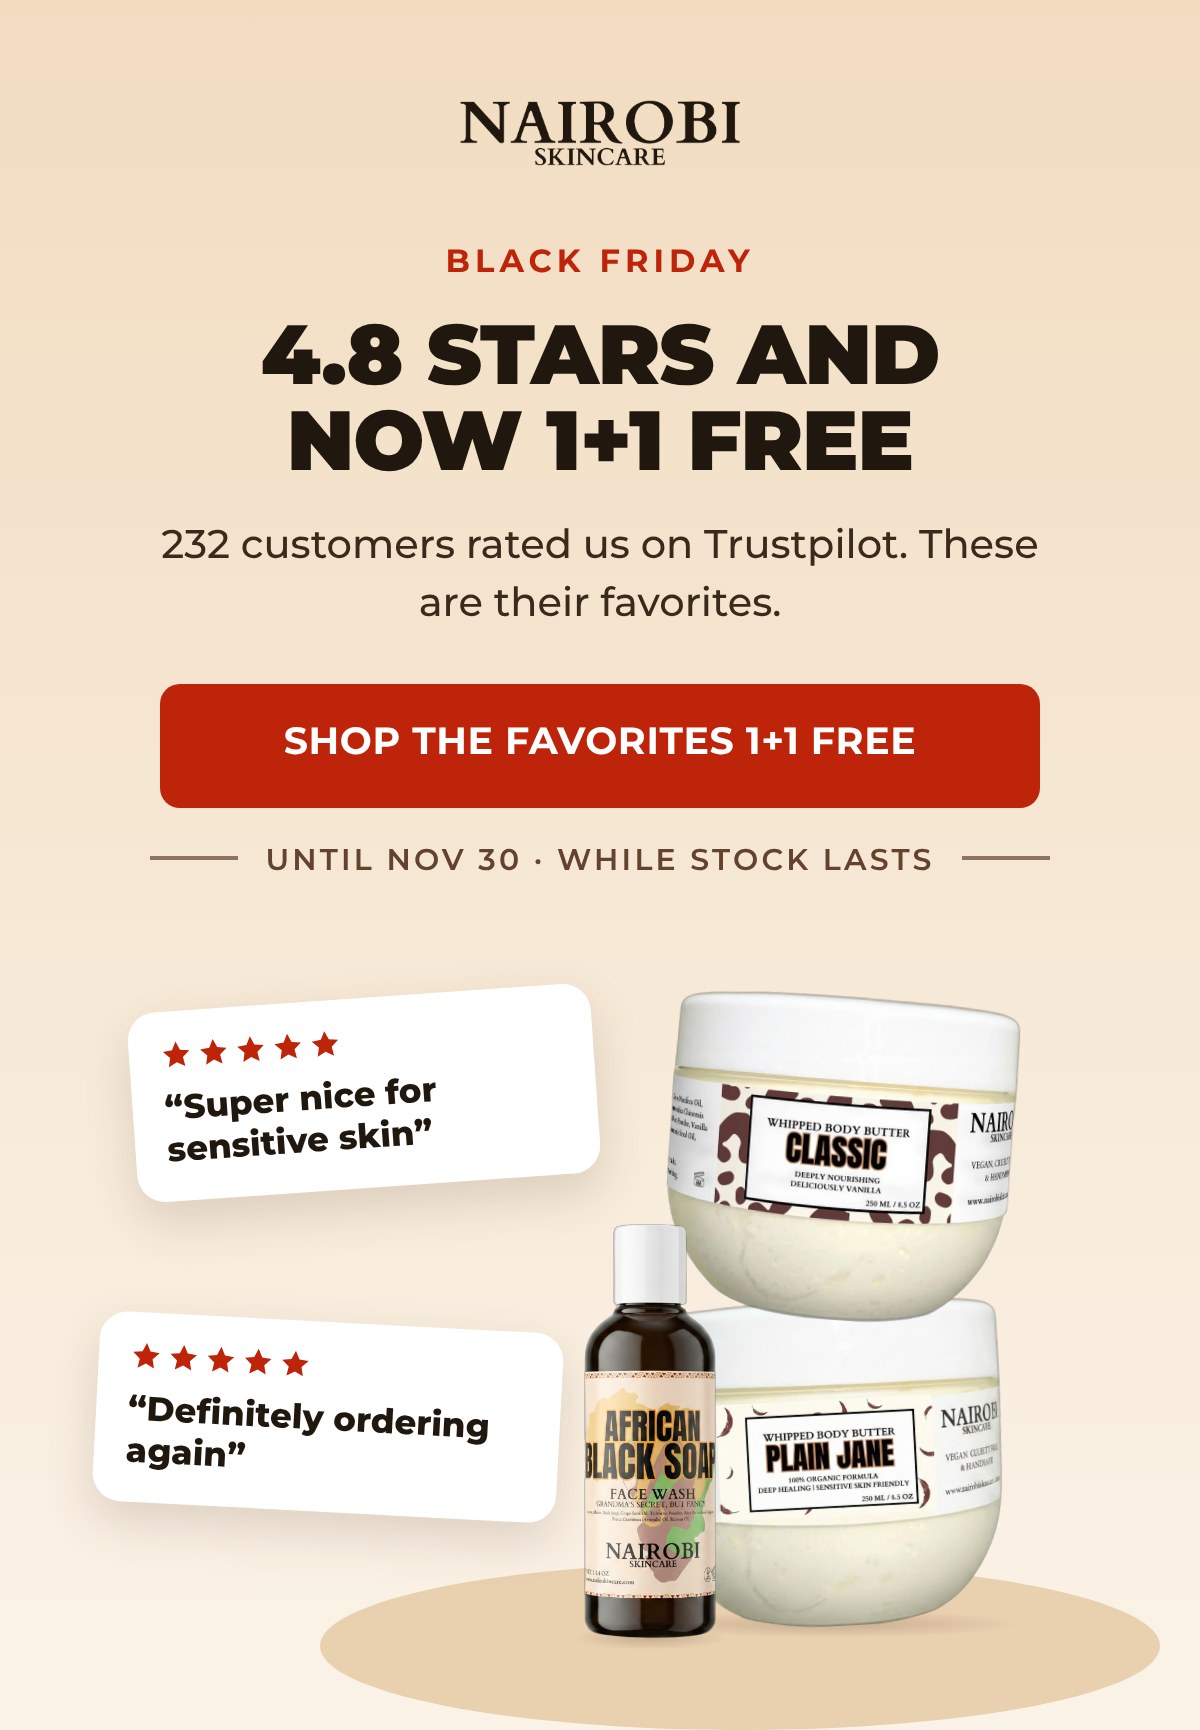 NAIROBI
SKINCARE
BLACK FRIDAY
4.8 STARS AND
NOW 1+1 FREE
232 customers rated us on Trustpilot. These
are their favorites.
SHOP THE FAVORITES 1+1 FREE
UNTIL NOV 30 · WHILE STOCK LASTS
“Super nice for
sensitive skin”
WHIPPED BODY BUTTER
CLASSIC
DEEPLY NOURISHING
DELICIOUSLY VANILLA
250 ML / 8.5 OZ
“Definitely ordering
again”
AFRICAN
BLACK SOAP
FACE WASH
GRANDMA'S SECRET, BUT FANCY
NAIROBI
SKINCARE
WHIPPED BODY BUTTER
PLAIN JANE
100% ORGANIC FORMULA
DEEP HEALING | SENSITIVE SKIN FRIENDLY
250 ML / 8.5 OZ
NAIROBI
SKINCARE